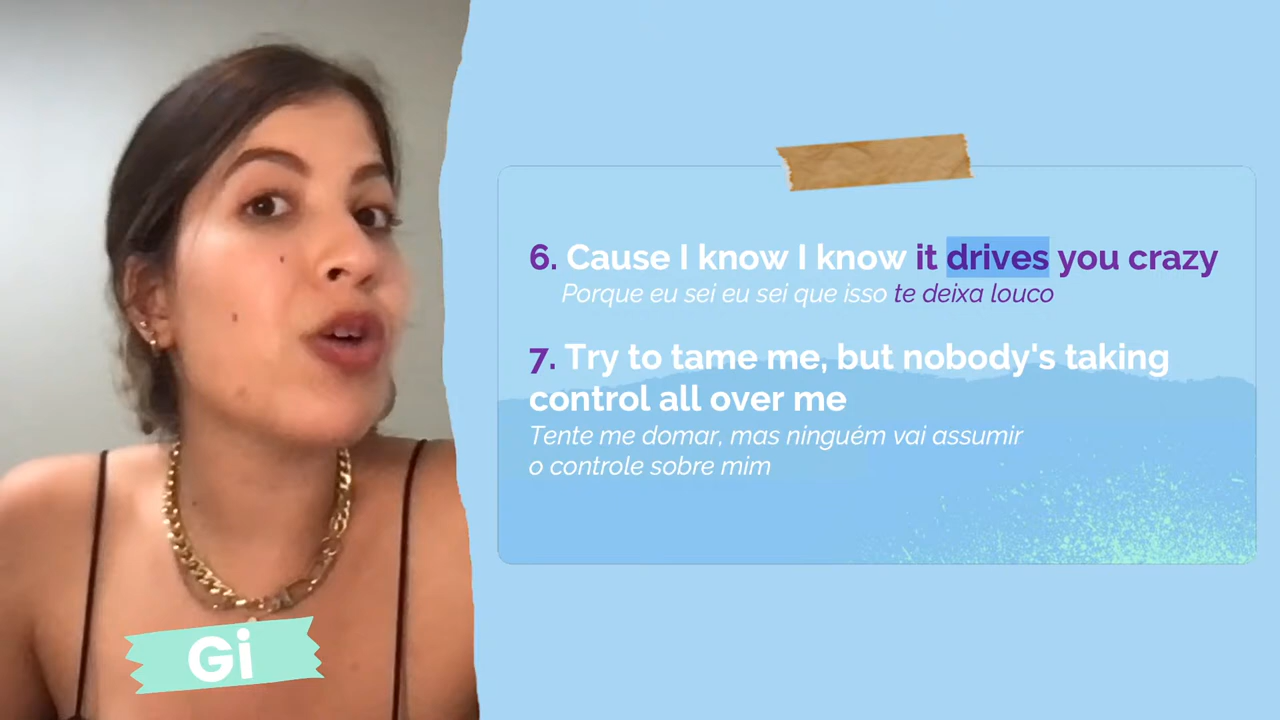 6. Cause I know I know it drives you crazy
Porque eu sei eu sei que isso te deixa louco
7. Try to tame me, but nobody's taking
control all over me
Tente me domar, mas ninguém vai assumir
o controle sobre mim
Gi